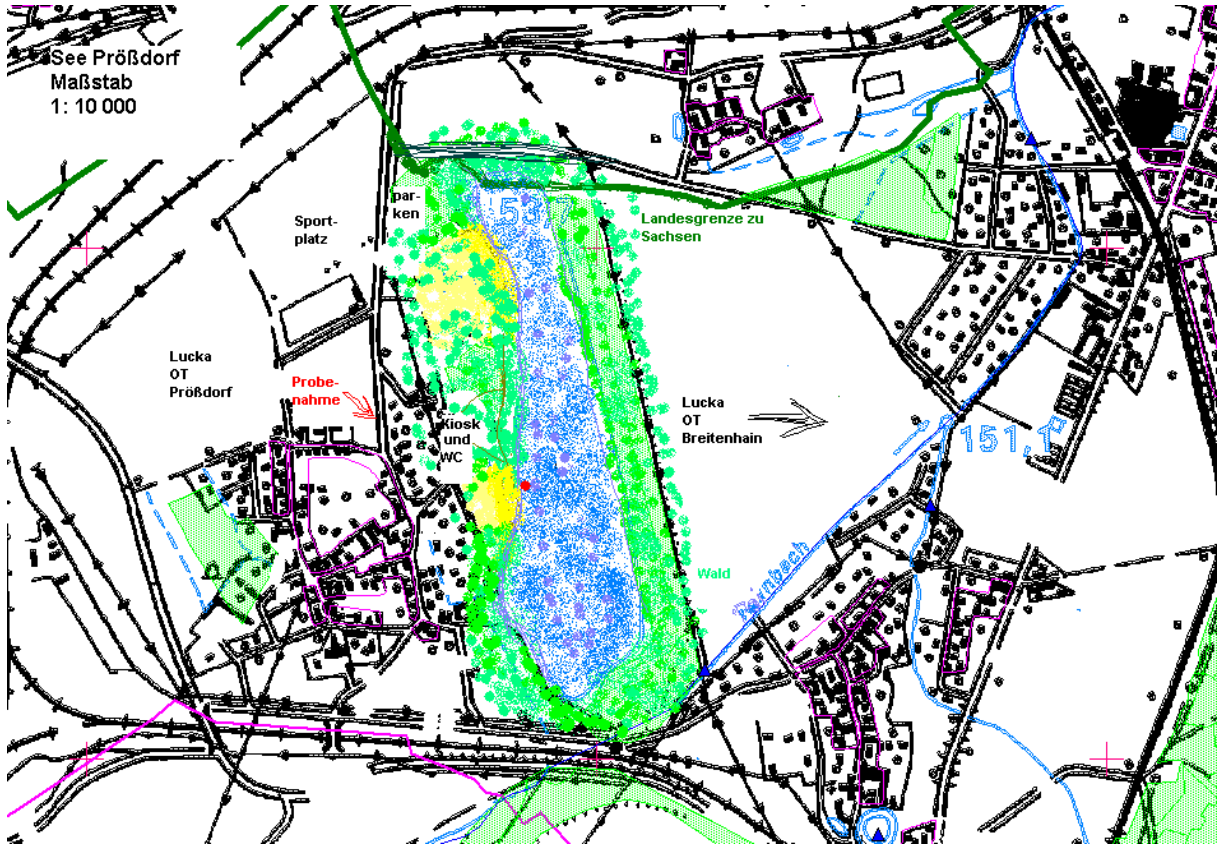 See Prößdorf
Maßstab
1: 10 000
par-
ken
Sport-
platz
Landesgrenze zu
Sachsen
Lucka
OT
Prößdorf
Probe-
nahme
Kiosk
und
WC
Lucka
OT
Breitenhain
151,1
Wald